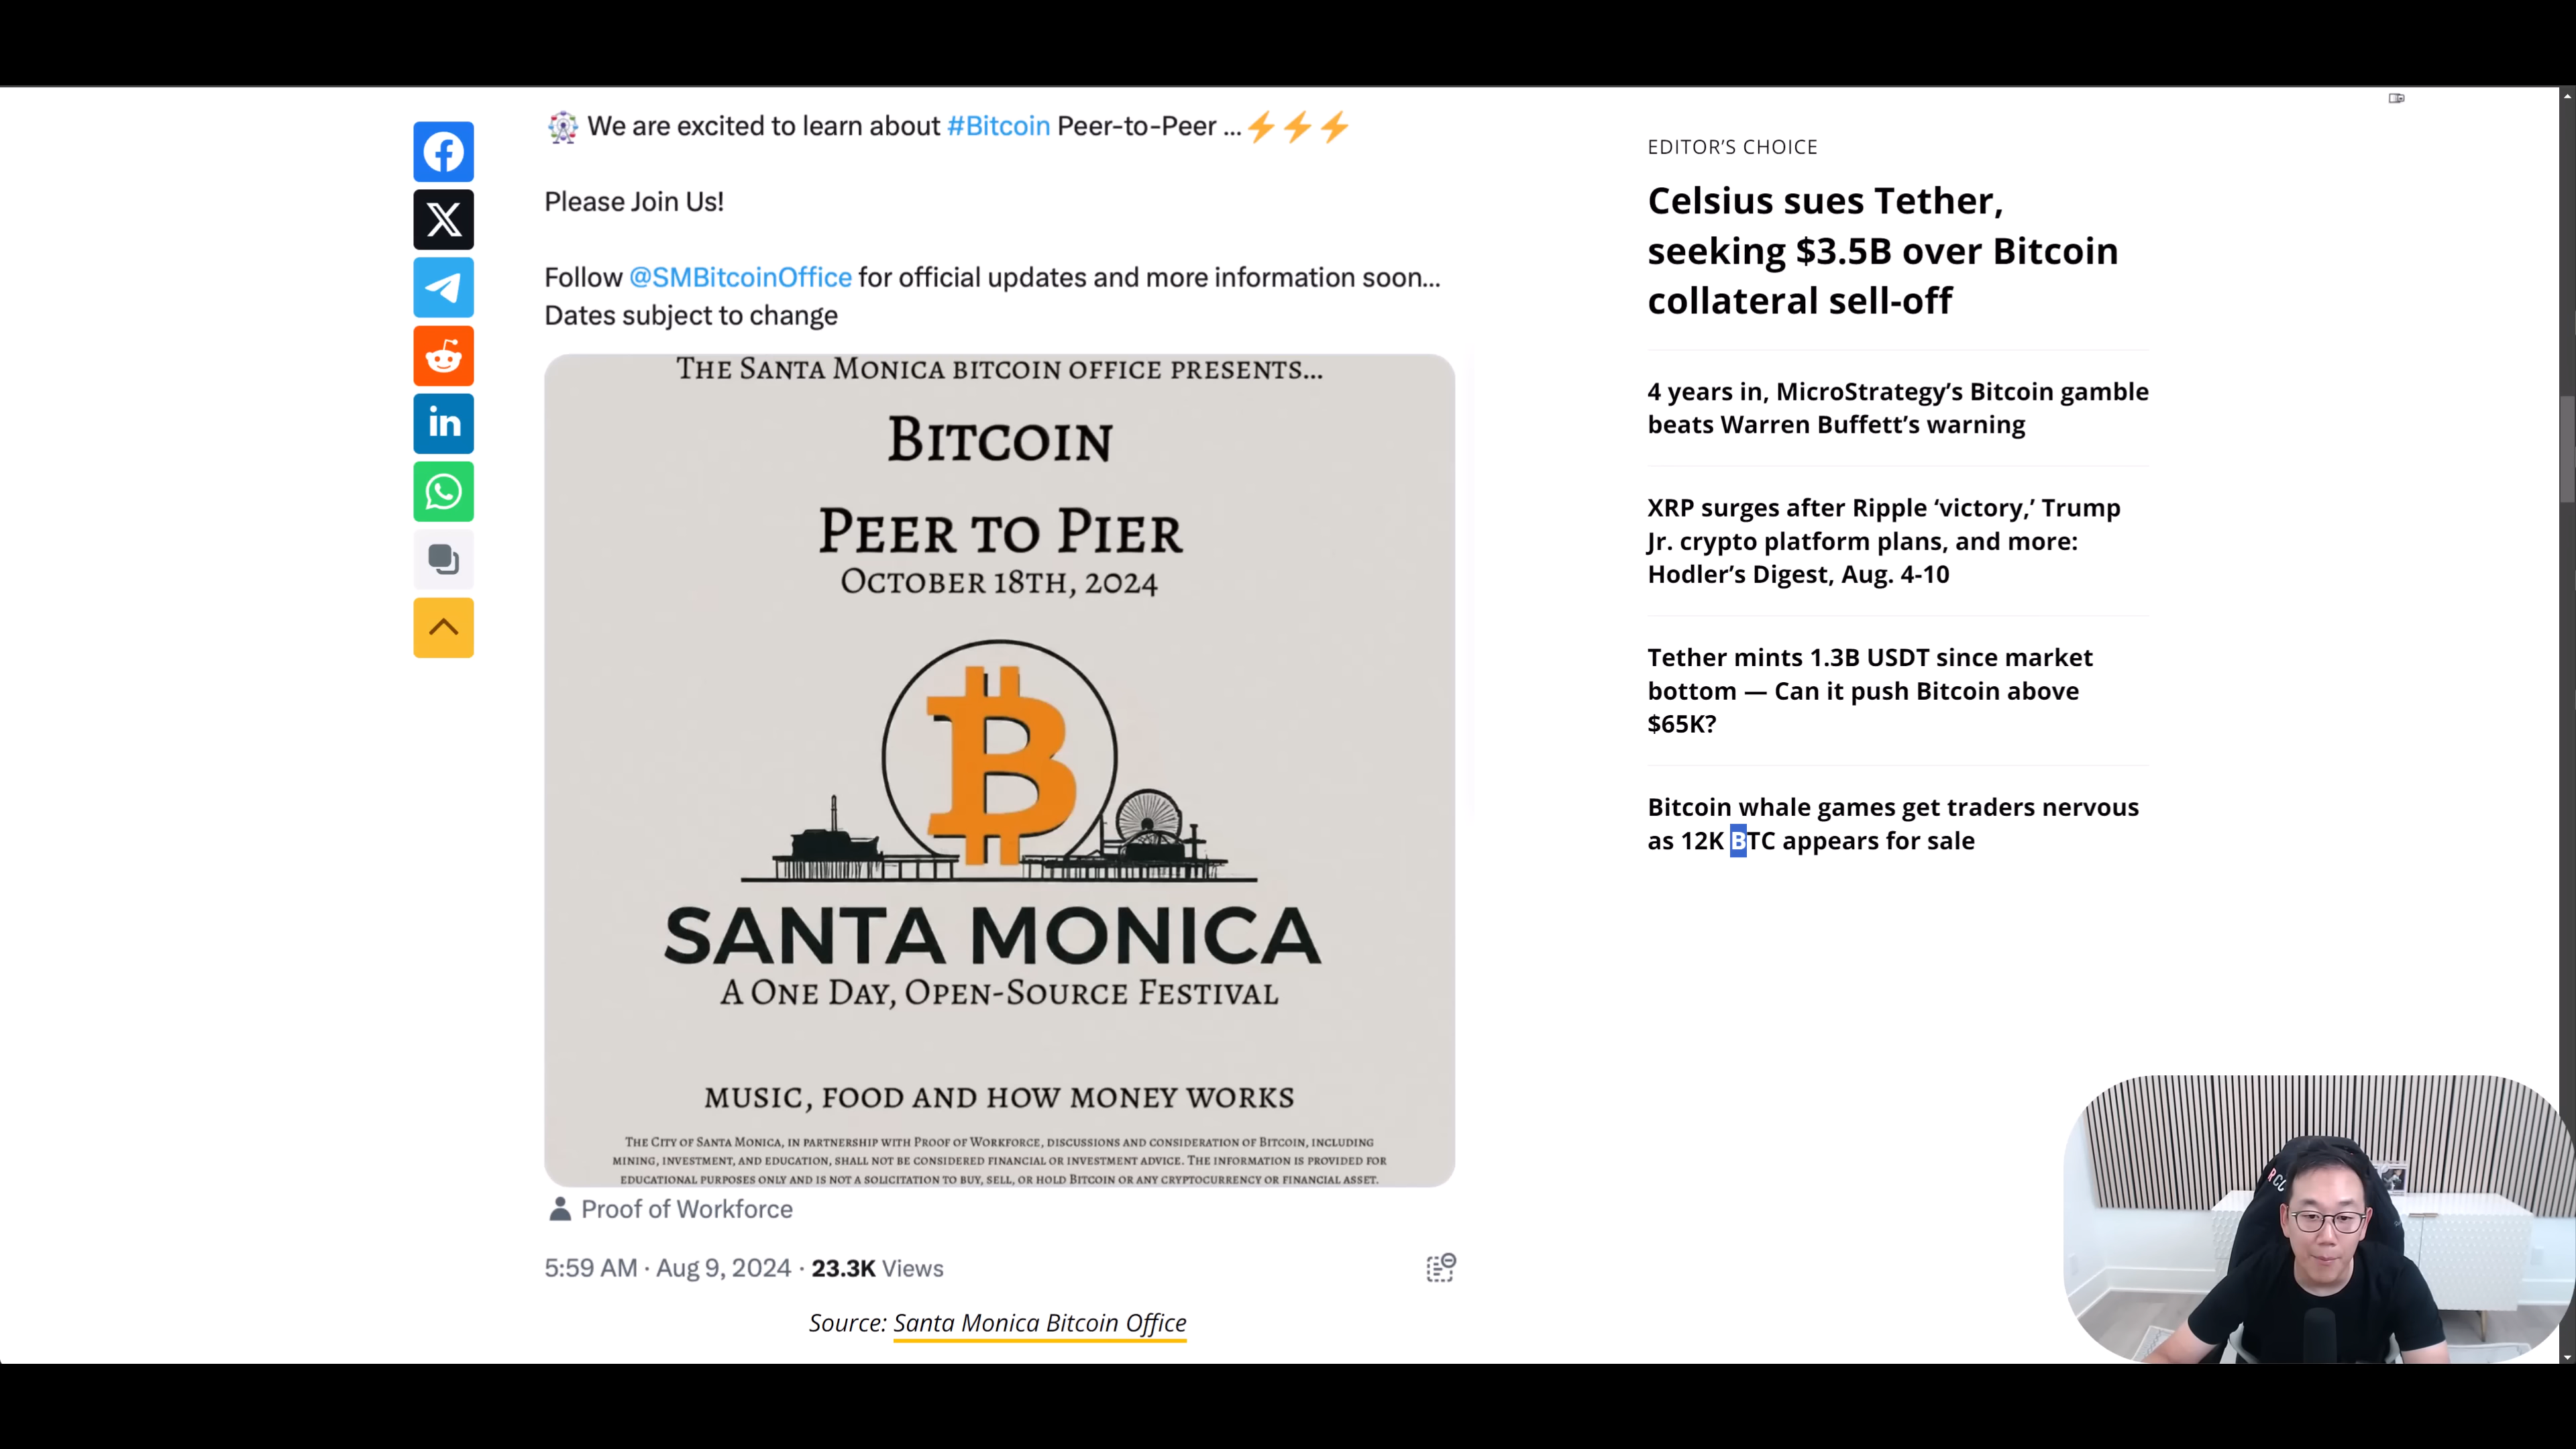 We are excited to learn about #Bitcoin Peer-to-Peer ...
Please Join Us!
Follow @SMBitcoinOffice for official updates and more information soon...
Dates subject to change
THE SANTA MONICA BITCOIN OFFICE PRESENTS...
BITCOIN
PEER TO PIER
OCTOBER 18TH, 2024
SANTA MONICA
A ONE DAY, OPEN-SOURCE FESTIVAL
MUSIC, FOOD AND HOW MONEY WORKS
THE CITY OF SANTA MONICA, IN PARTNERSHIP WITH PROOF OF WORKFORCE, DISCUSSIONS AND CONSIDERATION OF BITCOIN, INCLUDING
MINING, INVESTMENT, AND EDUCATION, SHALL NOT BE CONSIDERED FINANCIAL OR INVESTMENT ADVICE. THE INFORMATION IS PROVIDED FOR
EDUCATIONAL PURPOSES ONLY AND IS NOT A SOLICITATION TO BUY, SELL, OR HOLD BITCOIN OR ANY CRYPTOCURRENCY OR FINANCIAL ASSET.
Proof of Workforce
5:59 AM · Aug 9, 2024 · 23.3K Views
Source: Santa Monica Bitcoin Office
EDITOR'S CHOICE
Celsius sues Tether,
seeking $3.5B over Bitcoin
collateral sell-off
4 years in, MicroStrategy's Bitcoin gamble
beats Warren Buffett's warning
XRP surges after Ripple 'victory,' Trump
Jr. crypto platform plans, and more:
Hodler's Digest, Aug. 4-10
Tether mints 1.3B USDT since market
bottom — Can it push Bitcoin above
$65K?
Bitcoin whale games get traders nervous
as 12K BTC appears for sale